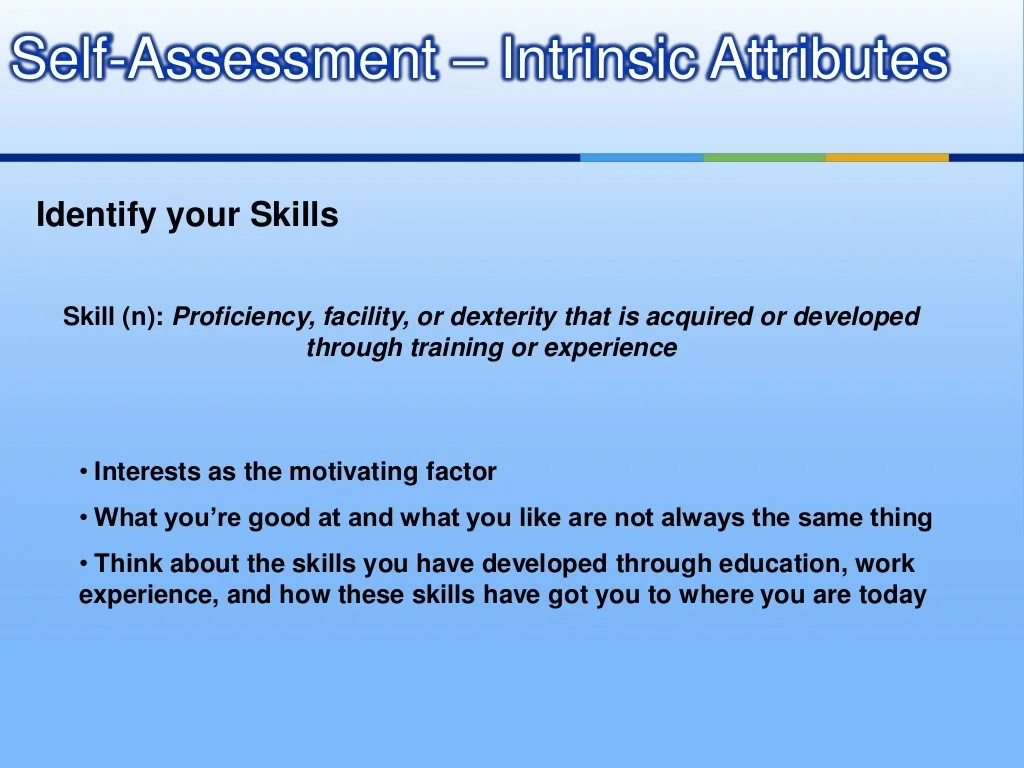 Self-Assessment – Intrinsic Attributes
Identify your Skills
Skill (n): Proficiency, facility, or dexterity that is acquired or developed
through training or experience
• Interests as the motivating factor
• What you’re good at and what you like are not always the same thing
• Think about the skills you have developed through education, work
experience, and how these skills have got you to where you are today